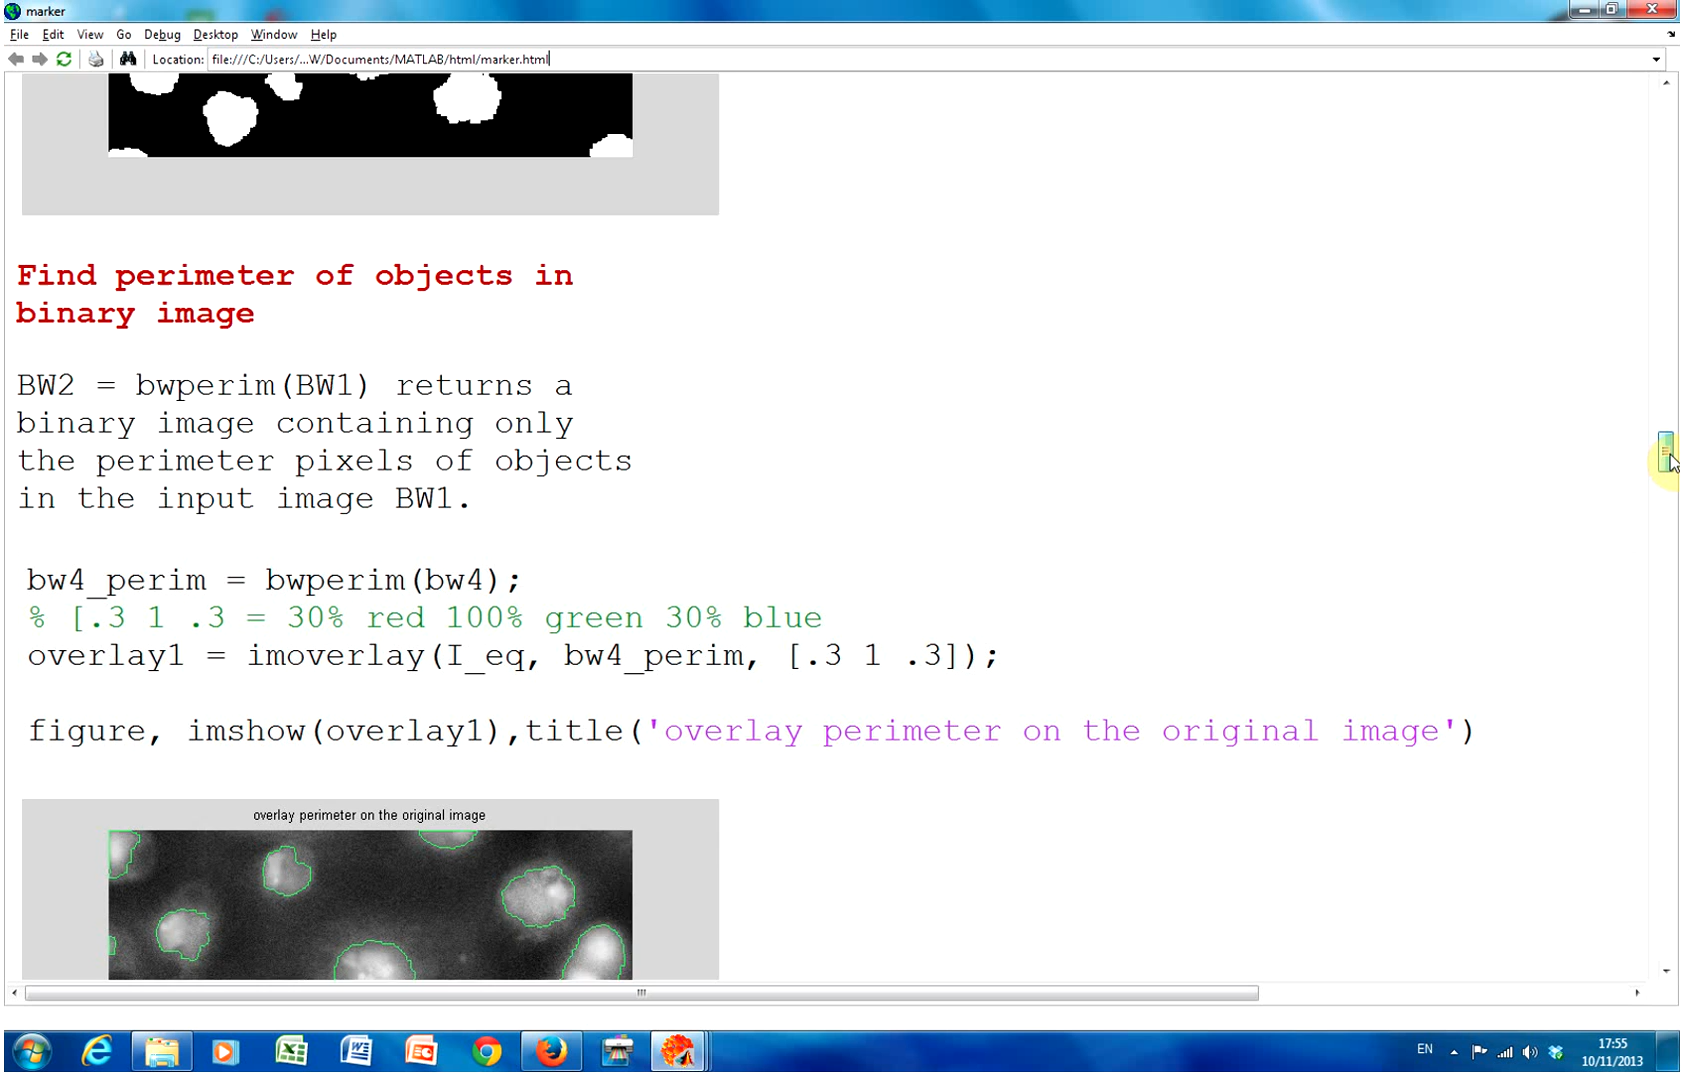 marker
File Edit View Go Debug Desktop Window Help
Location: file:///C:/Users/...W/Documents/MATLAB/html/marker.html
Find perimeter of objects in
binary image
BW2 = bwperim(BW1) returns a
binary image containing only
the perimeter pixels of objects
in the input image BW1.
bw4_perim = bwperim(bw4);
% [.3 1 .3 = 30% red 100% green 30% blue
overlay1 = imoverlay(I_eq, bw4_perim, [.3 1 .3]);
figure, imshow(overlay1),title('overlay perimeter on the original image')
overlay perimeter on the original image
EN
17:55
10/11/2013